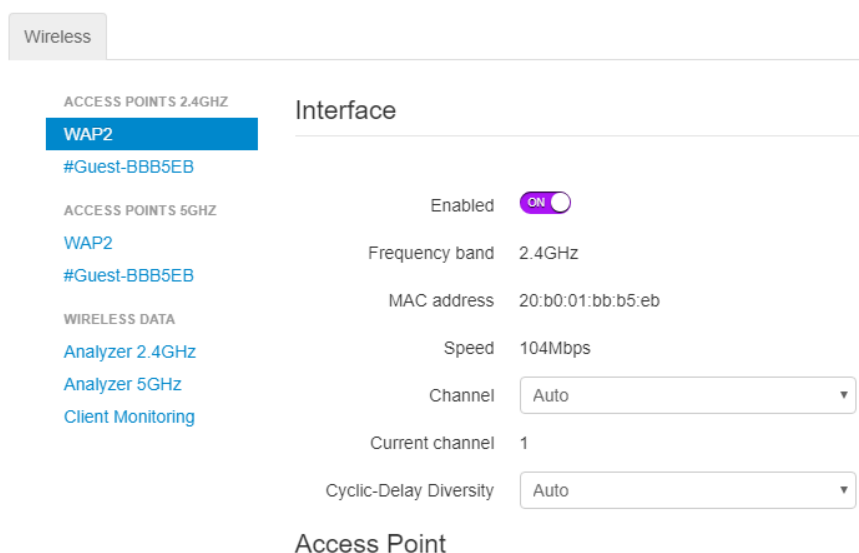 Wireless
ACCESS POINTS 2.4GHZ
WAP2
#Guest-BBB5EB
ACCESS POINTS 5GHZ
WAP2
#Guest-BBB5EB
WIRELESS DATA
Analyzer 2.4GHz
Analyzer 5GHz
Client Monitoring
Interface
Enabled ON
Frequency band 2.4GHz
MAC address 20:b0:01:bb:b5:eb
Speed 104Mbps
Channel Auto
Current channel 1
Cyclic-Delay Diversity Auto
Access Point